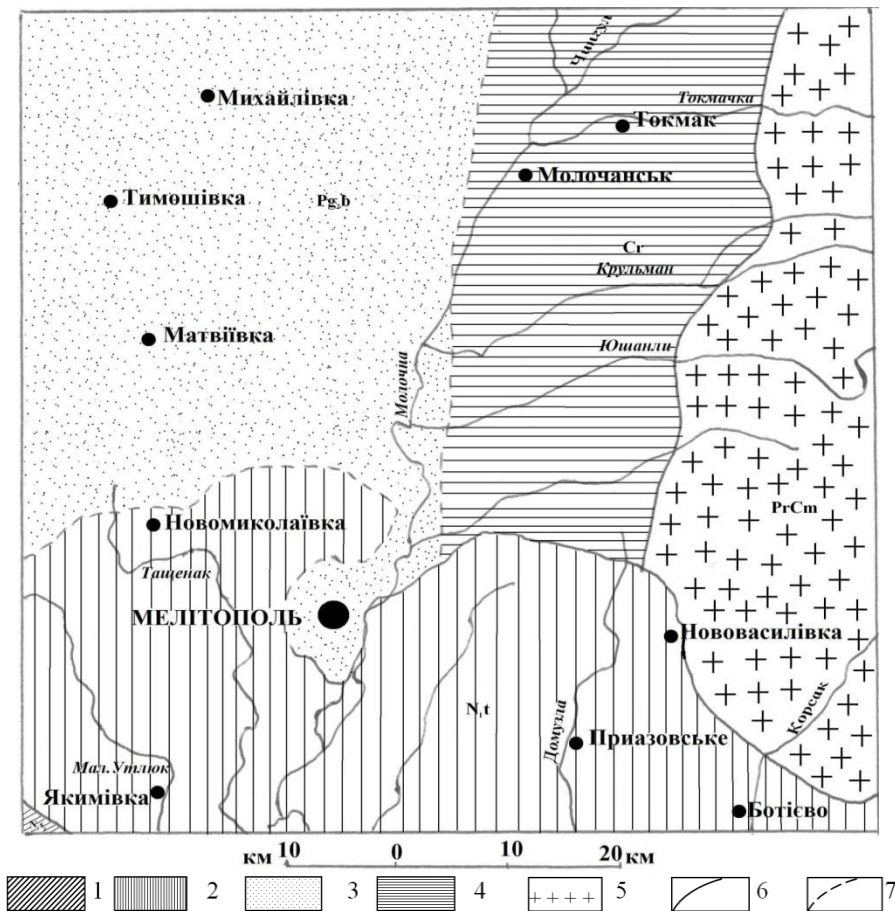 Чингул
Михайлівка
Токмачка
Токмак
Молочанськ
Тимошівка
Pg₃b
Cr
Крульман
Матвіївка
Юшанли
Молочна
PrCm
Новомиколаївка
Тащенак
МЕЛІТОПОЛЬ
Нововасилівка
N₁t
Домузла
Корсак
Приазовське
Мал.Утлюк
Якимівка
Ботієво
км 10 0 10 20 км
1 2 3 4 5 6 7